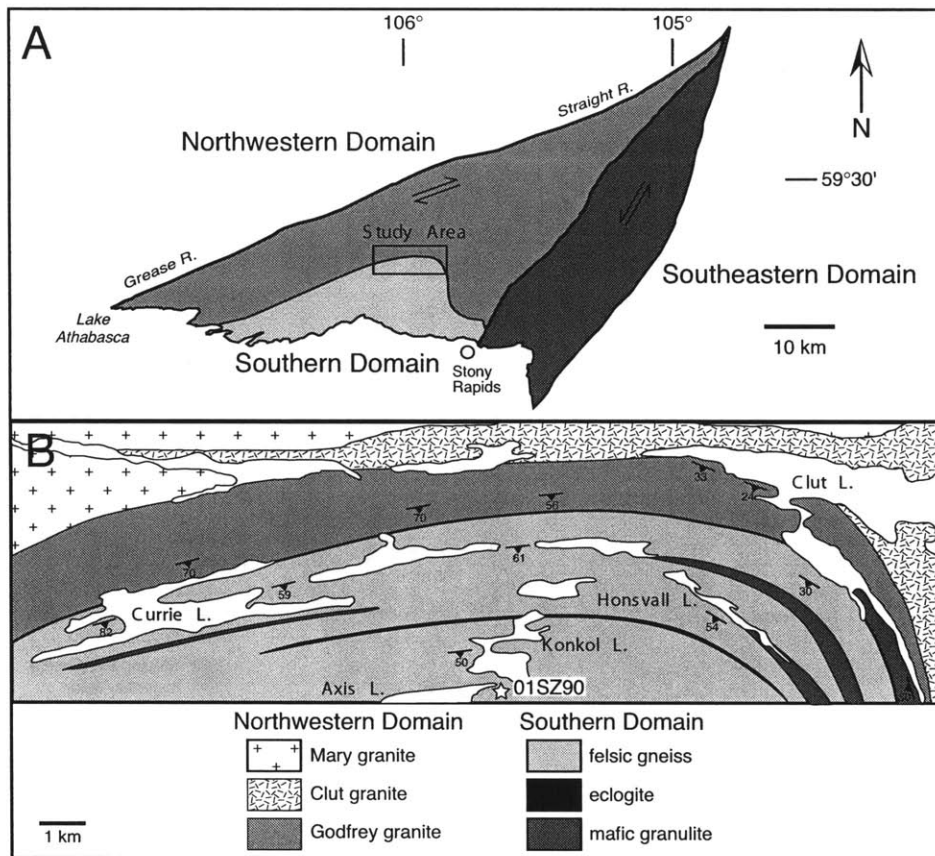 A
106°
105°
Straight R.
N
Northwestern Domain
59°30'
Study Area
Grease R.
Southeastern Domain
Lake
Athabasca
10 km
Southern Domain
Stony
Rapids
B
33
24
Clut L.
70
56
70
61
59
30
Honsvall L.
Currie L.
62
54
Konkol L.
50
Axis L.
01SZ90
Northwestern Domain
Southern Domain
Mary granite
felsic gneiss
Clut granite
eclogite
1 km
Godfrey granite
mafic granulite